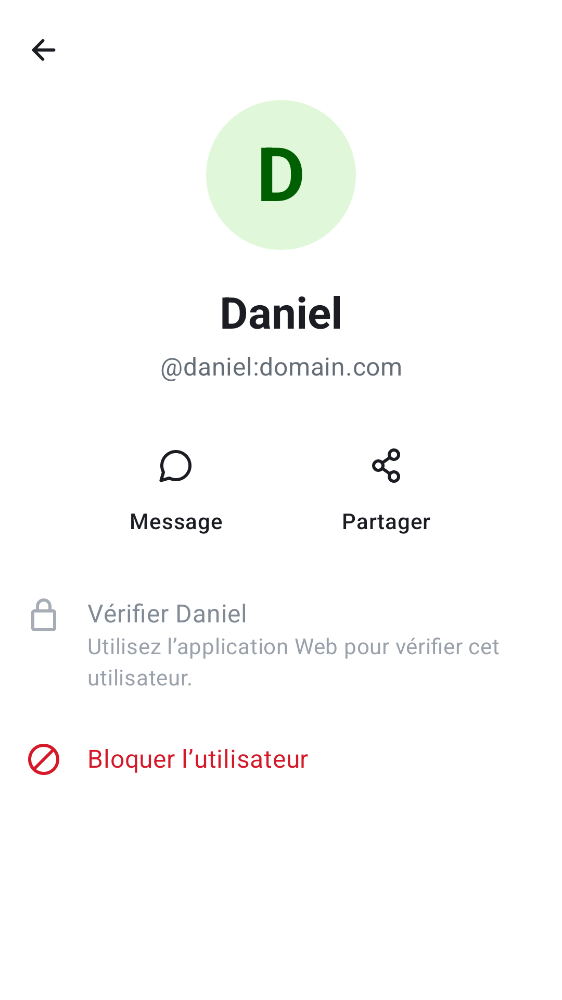 D
Daniel
@daniel:domain.com
Message
Partager
Vérifier Daniel
Utilisez l’application Web pour vérifier cet
utilisateur.
Bloquer l’utilisateur